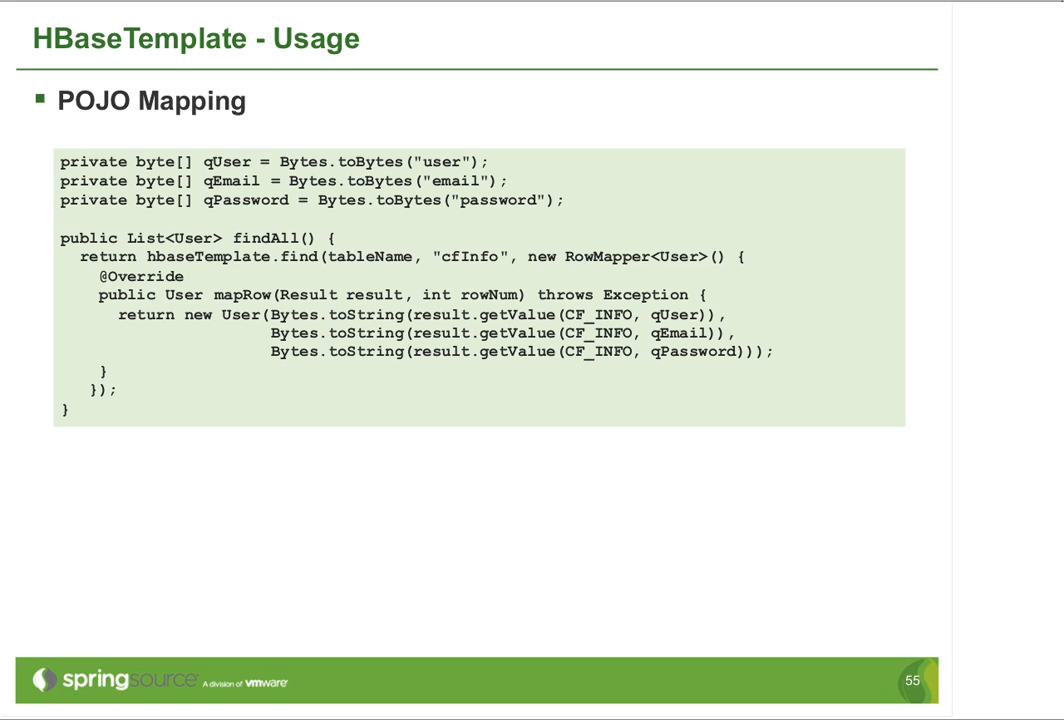 HBaseTemplate - Usage
POJO Mapping
private byte[] qUser = Bytes.toBytes("user");
private byte[] qEmail = Bytes.toBytes("email");
private byte[] qPassword = Bytes.toBytes("password");
public List<User> findAll() {
return hbaseTemplate.find(tableName, "cfInfo", new RowMapper<User>() {
@Override
public User mapRow(Result result, int rowNum) throws Exception {
return new User(Bytes.toString(result.getValue(CF_INFO, qUser)),
Bytes.toString(result.getValue(CF_INFO, qEmail)),
Bytes.toString(result.getValue(CF_INFO, qPassword)));
}
});
}
springsource A division of vmware
55